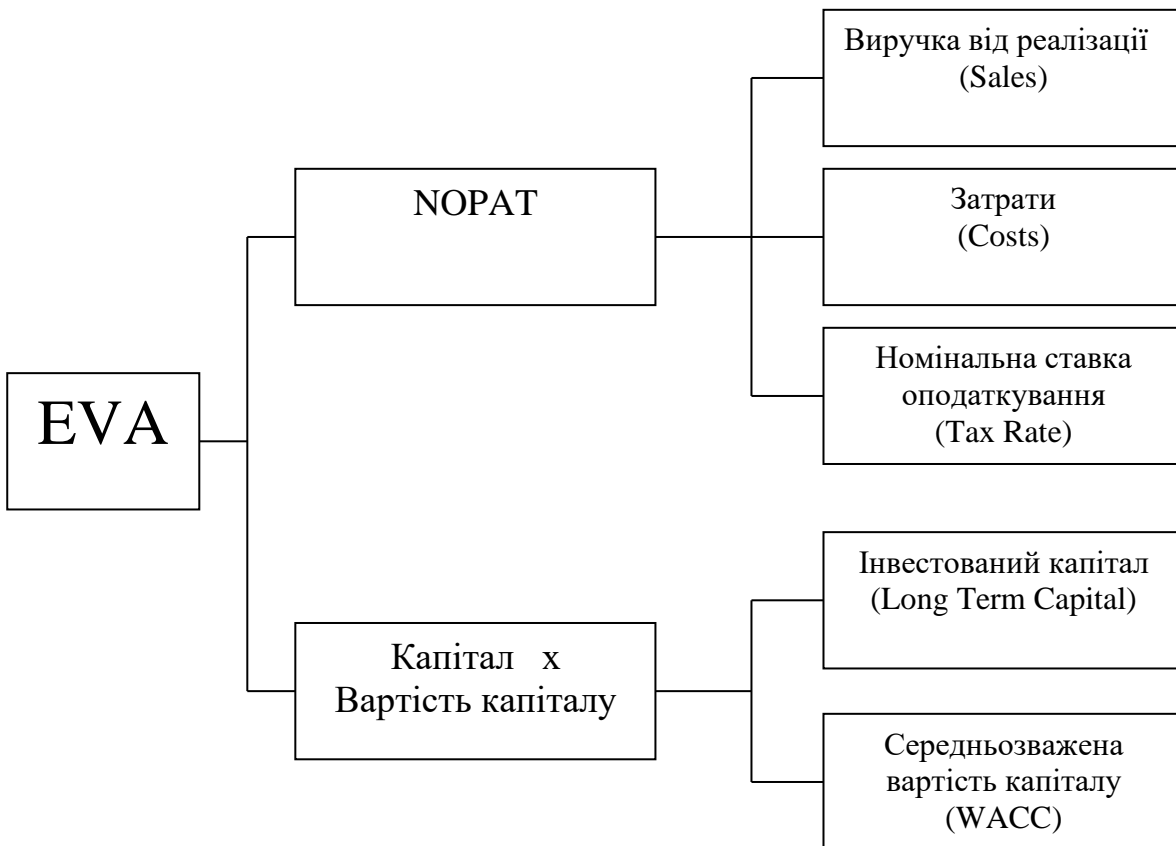 Виручка від реалізації
(Sales)
NOPAT
Затрати
(Costs)
Номінальна ставка
оподаткування
(Tax Rate)
EVA
Інвестований капітал
(Long Term Capital)
Капітал х
Вартість капіталу
Середньозважена
вартість капіталу
(WACC)